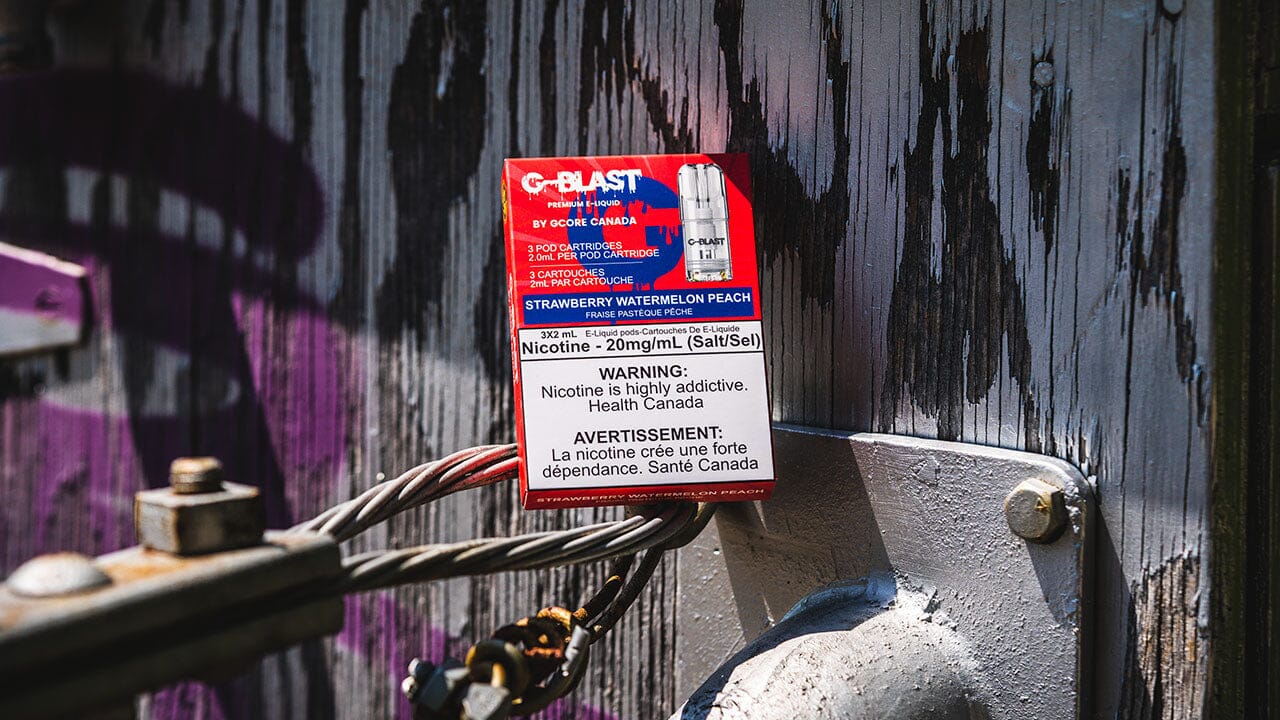 G-BLAST
PREMIUM E-LIQUID
BY GCORE CANADA
3 POD CARTRIDGES
2.0mL PER POD CARTRIDGE
3 CARTOUCHES
2mL PAR CARTOUCHE
G-BLAST
STRAWBERRY WATERMELON PEACH
FRAISE PASTÈQUE PÊCHE
3X2 mL E-Liquid pods-Cartouches De E-Liquide
Nicotine - 20mg/mL (Salt/Sel)
WARNING:
Nicotine is highly addictive.
Health Canada
AVERTISSEMENT:
La nicotine crée une forte
dépendance. Santé Canada
STRAWBERRY WATERMELON PEACH